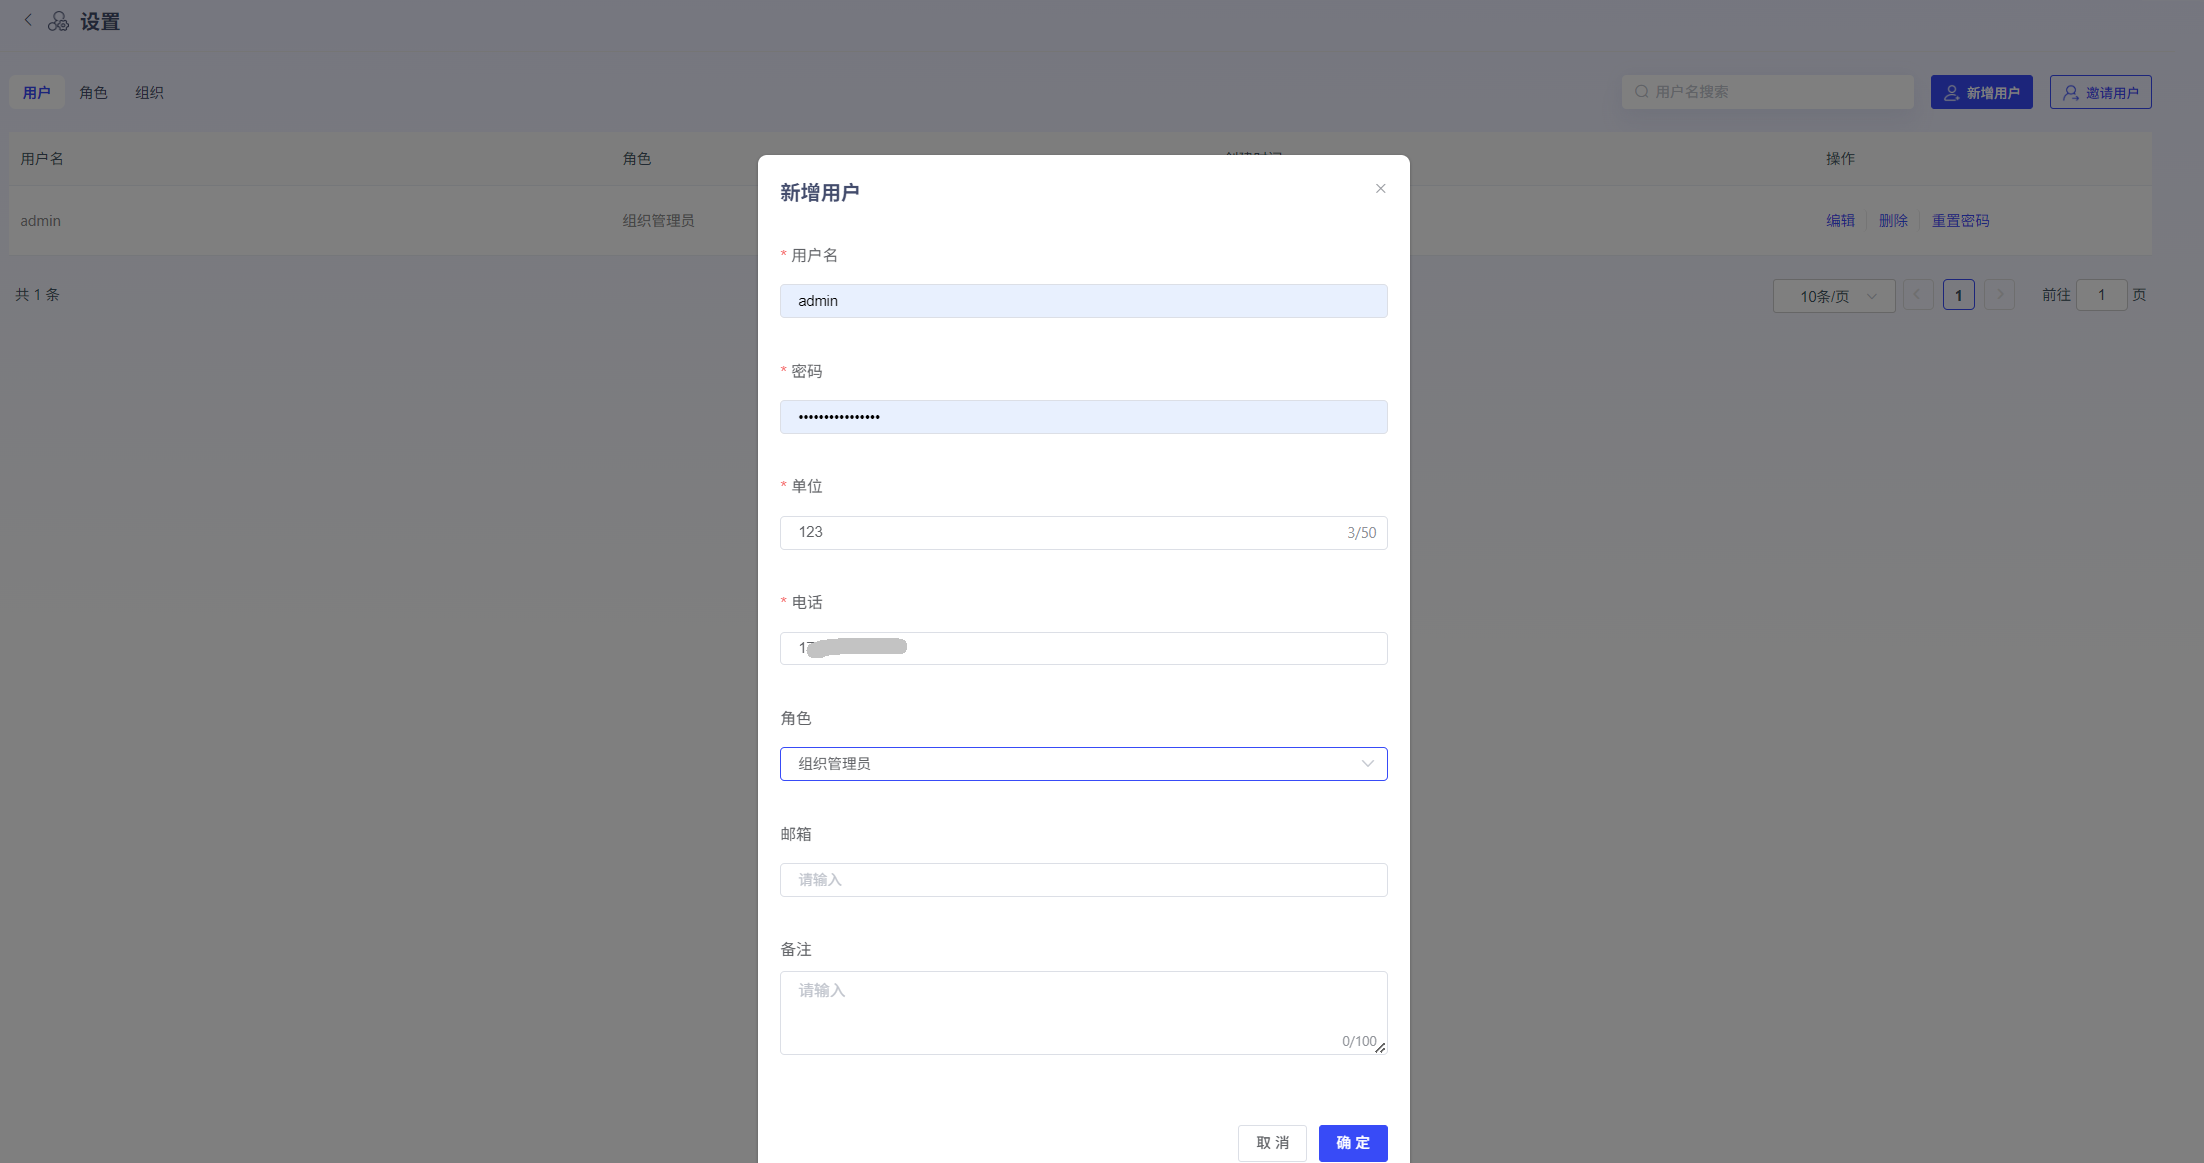 设置
用户 角色 组织
用户名搜索 新增用户 邀请用户
用户名 角色 操作
admin 组织管理员 编辑 删除 重置密码
共 1 条 10条/页 1 前往 1 页
新增用户
* 用户名
admin
* 密码
••••••••••••••••
* 单位
123 3/50
* 电话
角色
组织管理员
邮箱
请输入
备注
请输入
0/100
取消 确定